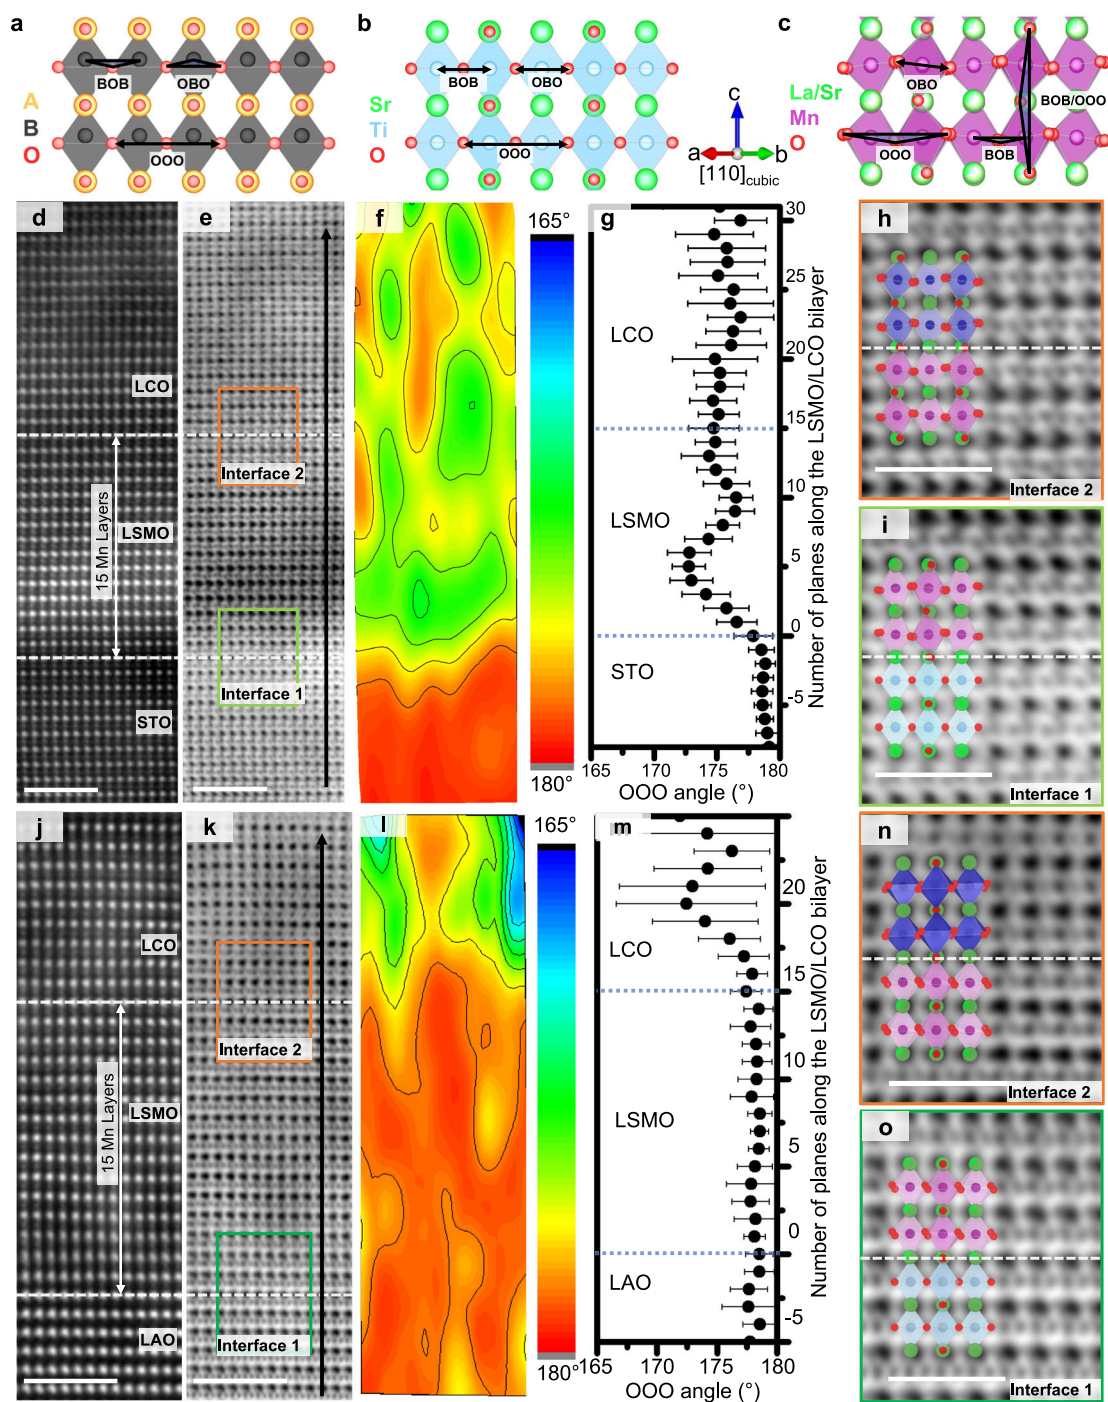 a
BOB
OBO
A
B
O
OOO
b
BOB
OBO
Sr
Ti
O
OOO
c
a
b
[110]cubic
c
OBO
La/Sr
Mn
O
BOB/OOO
OOO
BOB
d
LCO
15 Mn Layers
LSMO
STO
e
Interface 2
Interface 1
f
165°
180°
g
LCO
LSMO
STO
30
25
20
15
10
5
0
-5
Number of planes along the LSMO/LCO bilayer
165
170
175
180
OOO angle (°)
h
Interface 2
i
Interface 1
j
LCO
15 Mn Layers
LSMO
LAO
k
Interface 2
Interface 1
l
165°
180°
m
LCO
LSMO
LAO
20
15
10
5
0
-5
Number of planes along the LSMO/LCO bilayer
165
170
175
180
OOO angle (°)
n
Interface 2
o
Interface 1